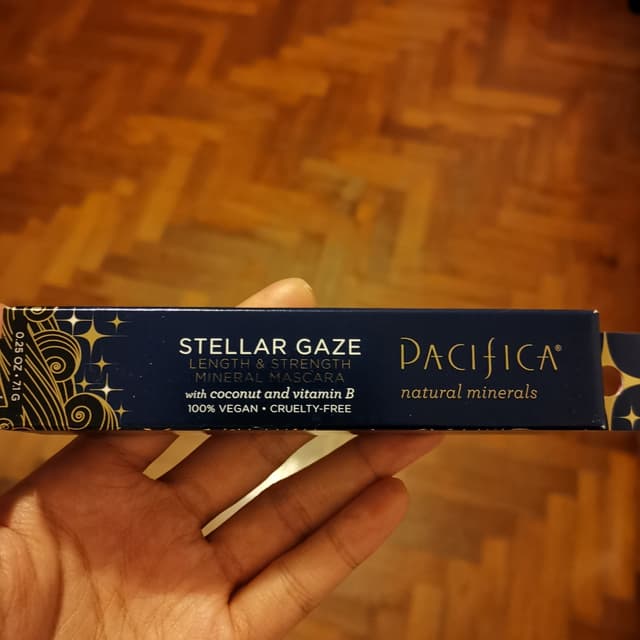 0.25 OZ • 7.1G
STELLAR GAZE
LENGTH & STRENGTH
MINERAL MASCARA
with coconut and vitamin B
100% VEGAN • CRUELTY-FREE
PACIFICA®
natural minerals